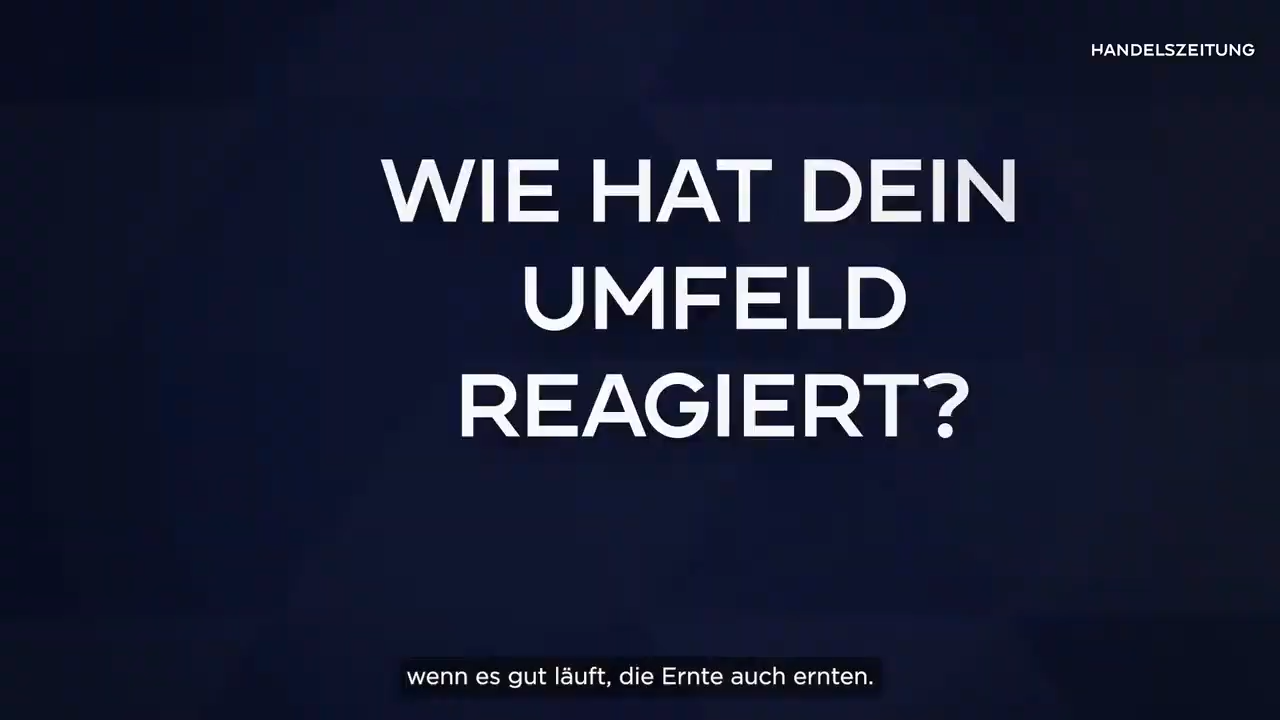 HANDELSZEITUNG
WIE HAT DEIN
UMFELD
REAGIERT?
wenn es gut läuft, die Ernte auch ernten.